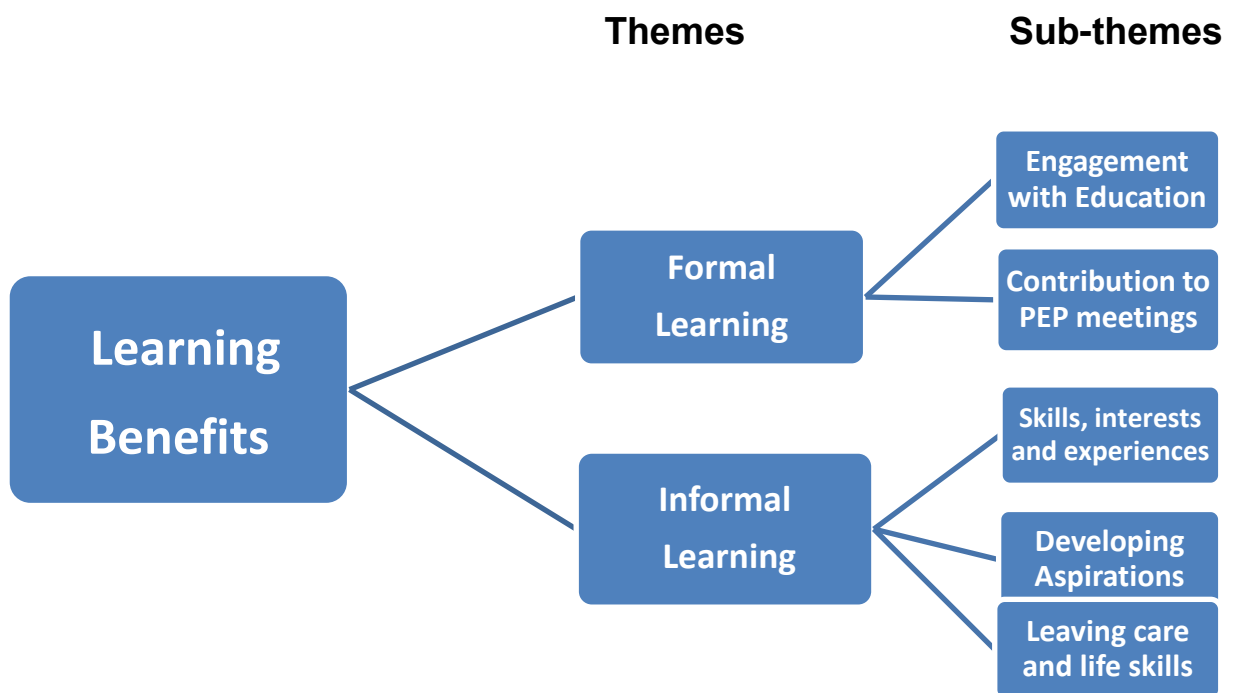 Themes
Sub-themes
Learning
Benefits
Formal
Learning
Informal
Learning
Engagement
with Education
Contribution to
PEP meetings
Skills, interests
and experiences
Developing
Aspirations
Leaving care
and life skills